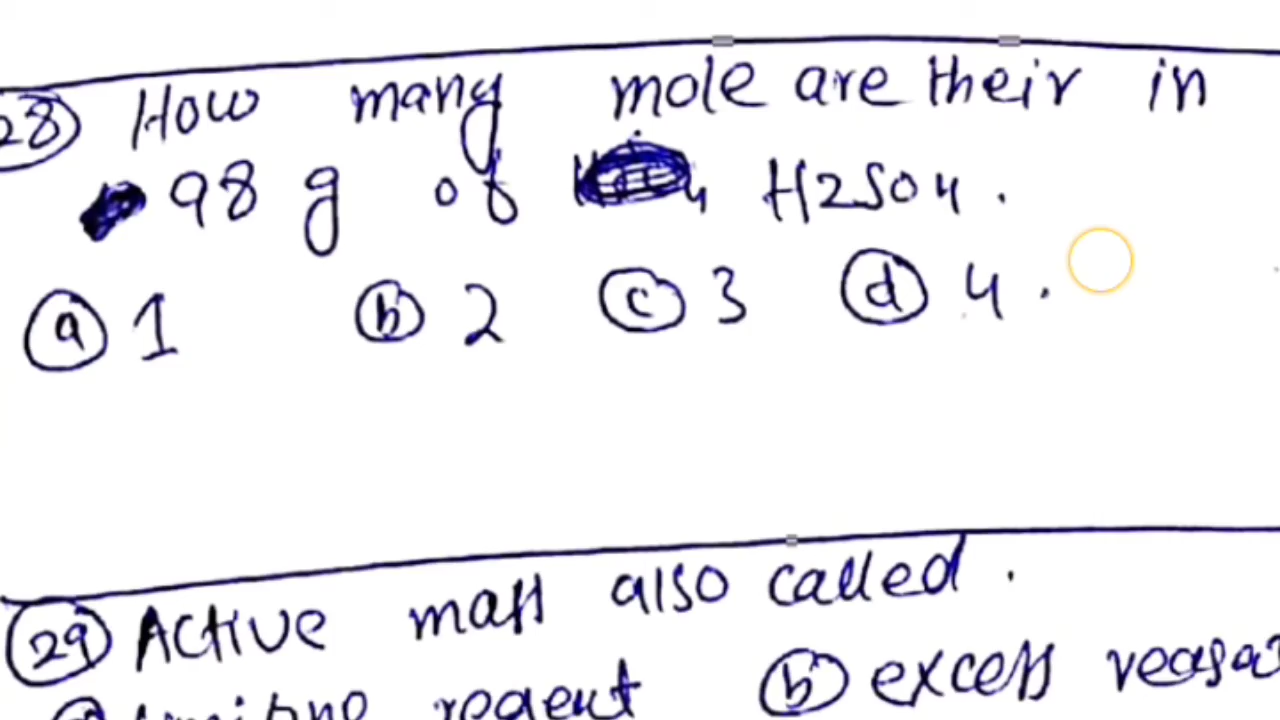 28) How many mole are their in
98 g of H2SO4.
(a) 1 (b) 2 (c) 3 (d) 4.
(29) Active mass also called.
regent (b) excess